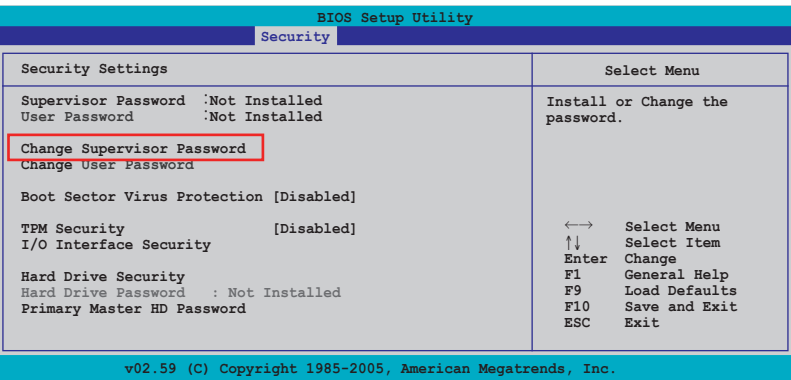 BIOS Setup Utility
Security
Security Settings
Supervisor Password :Not Installed
User Password :Not Installed
Change Supervisor Password
Change User Password
Boot Sector Virus Protection [Disabled]
TPM Security [Disabled]
I/O Interface Security
Hard Drive Security
Hard Drive Password : Not Installed
Primary Master HD Password
Select Menu
Install or Change the
password.
←→ Select Menu
↑↓ Select Item
Enter Change
F1 General Help
F9 Load Defaults
F10 Save and Exit
ESC Exit
v02.59 (C) Copyright 1985-2005, American Megatrends, Inc.